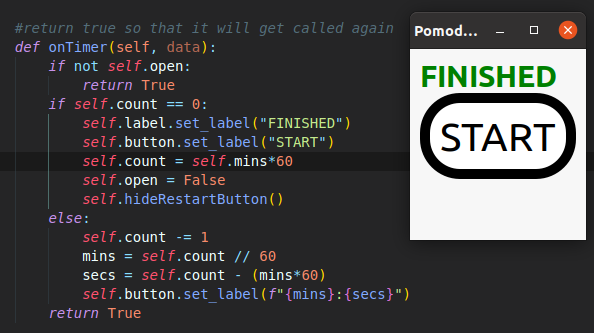 #return true so that it will get called again
def onTimer(self, data):
    if not self.open:
        return True
    if self.count == 0:
        self.label.set_label("FINISHED")
        self.button.set_label("START")
        self.count = self.mins*60
        self.open = False
        self.hideRestartButton()
    else:
        self.count -= 1
        mins = self.count // 60
        secs = self.count - (mins*60)
        self.button.set_label(f"{mins}:{secs}")
    return True
Pomod...
FINISHED
START